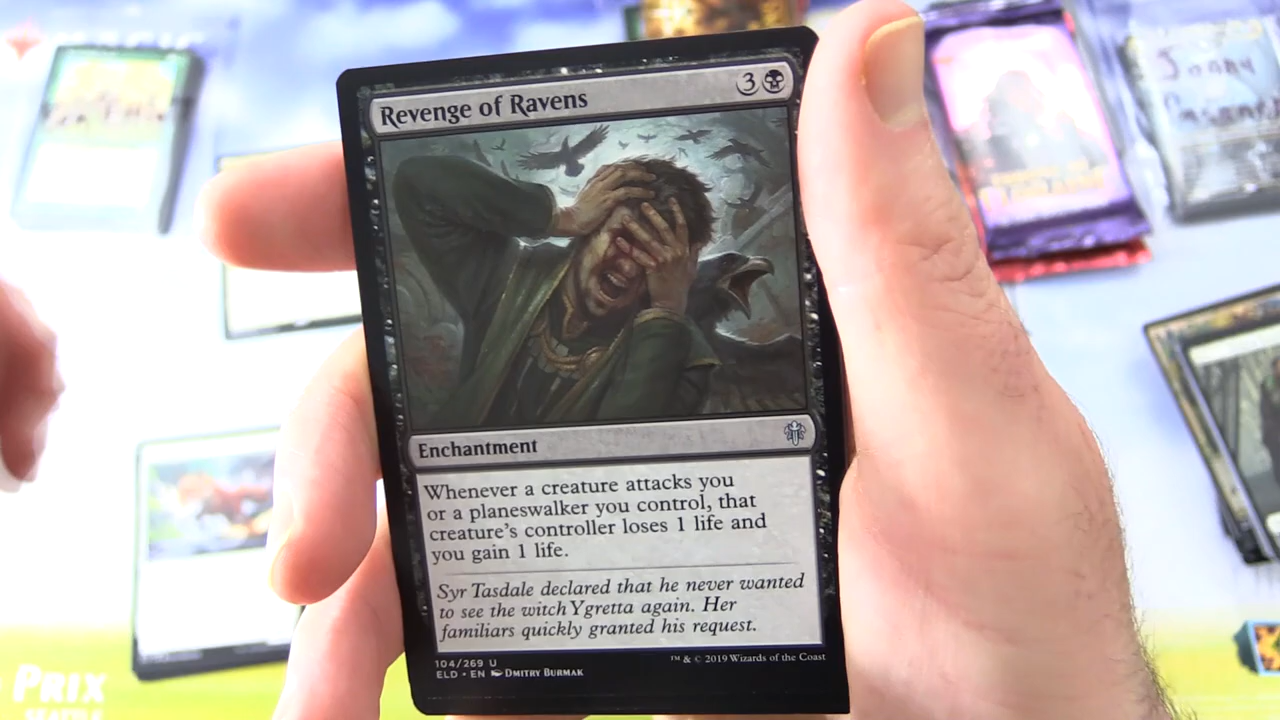 MAGIC
Revenge of Ravens
3
Enchantment
Whenever a creature attacks you
or a planeswalker you control, that
creature's controller loses 1 life and
you gain 1 life.
Syr Tasdale declared that he never wanted
to see the witch Ygretta again. Her
familiars quickly granted his request.
104/269 U
ELD • EN DMITRY BURMAK
™ & © 2019 Wizards of the Coast
PRIX
SEATTLE